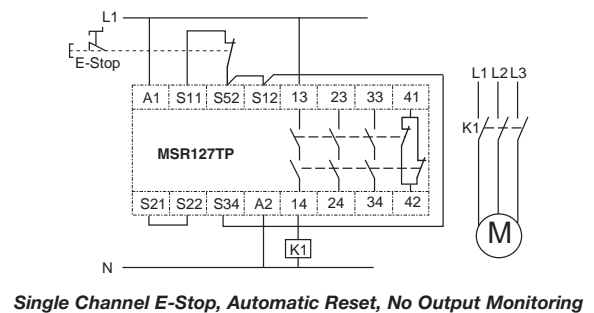 L1
E-Stop
L1 L2 L3
A1 S11 S52 S12 13 23 33 41
K1
MSR127TP
S21 S22 S34 A2 14 24 34 42
M
K1
N
Single Channel E-Stop, Automatic Reset, No Output Monitoring